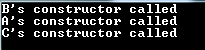 B's constructor called
A's constructor called
C's constructor called